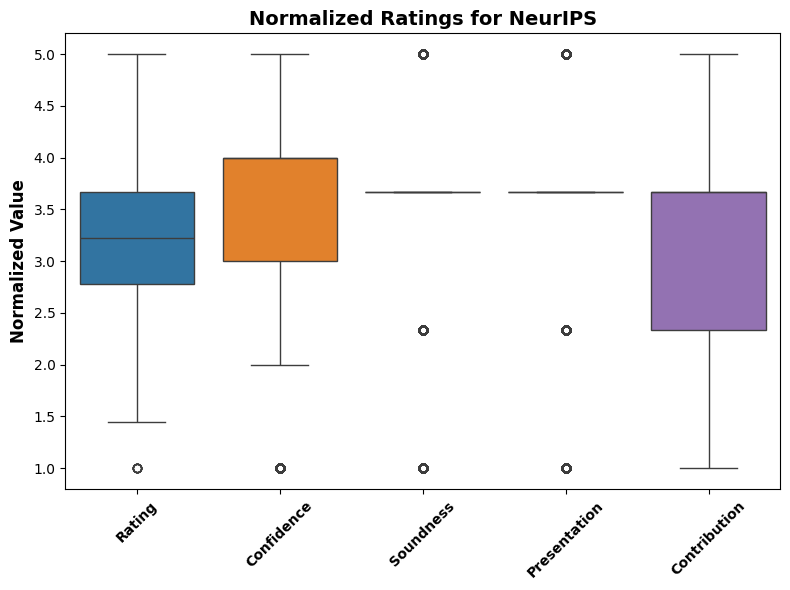 Normalized Ratings for NeurIPS
Normalized Value
5.0
4.5
4.0
3.5
3.0
2.5
2.0
1.5
1.0
Rating
Confidence
Soundness
Presentation
Contribution